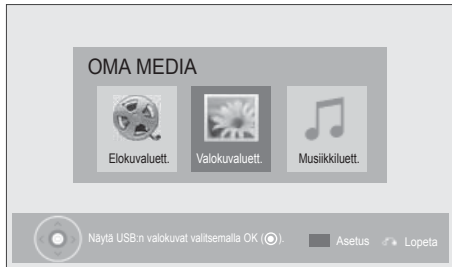 OMA MEDIA
Elokuvaluett. Valokuvaluett. Musiikkiluett.
Näytä USB:n valokuvat valitsemalla OK (◉). Asetus Lopeta